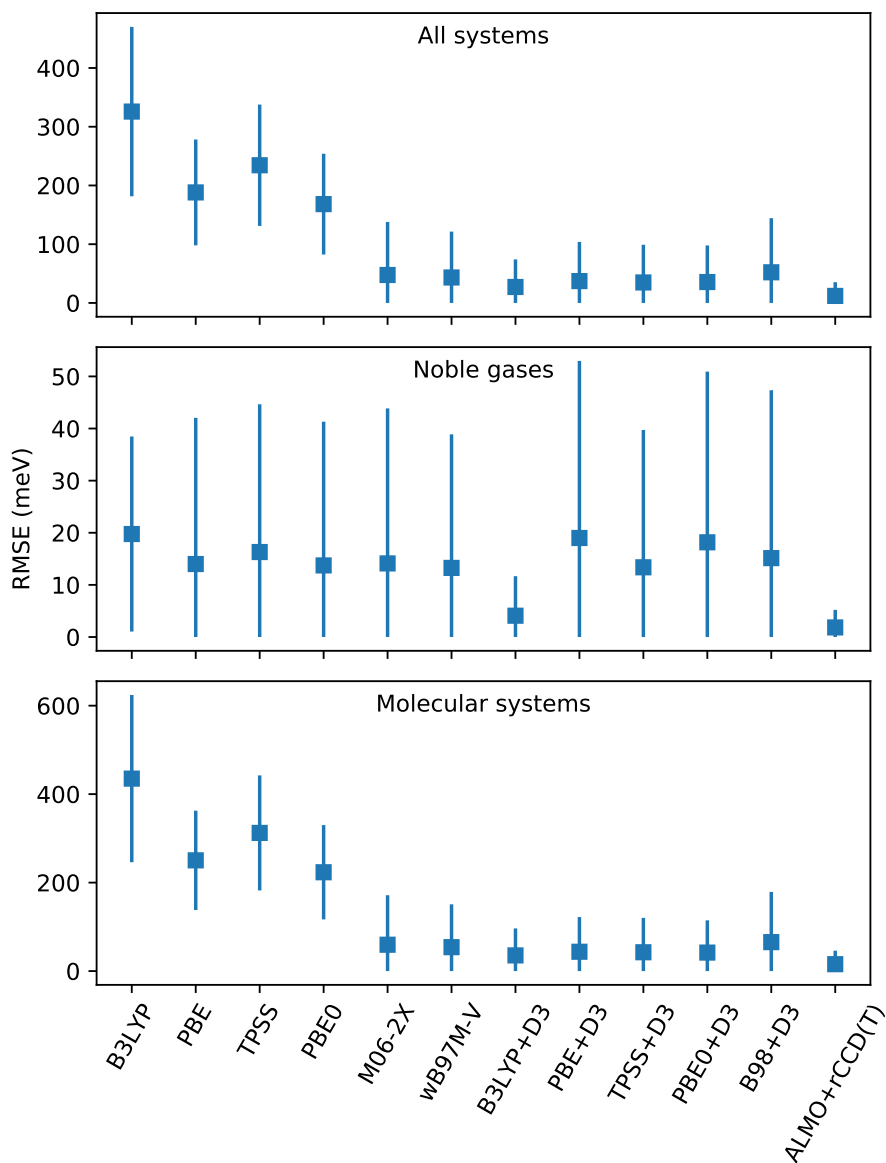 All systems
400
300
200
100
0
Noble gases
50
40
30
20
10
0
RMSE (meV)
Molecular systems
600
400
200
0
B3LYP
PBE
TPSS
PBE0
M06-2X
wB97M-V
B3LYP+D3
PBE+D3
TPSS+D3
PBE0+D3
B98+D3
ALMO+rCCD(T)